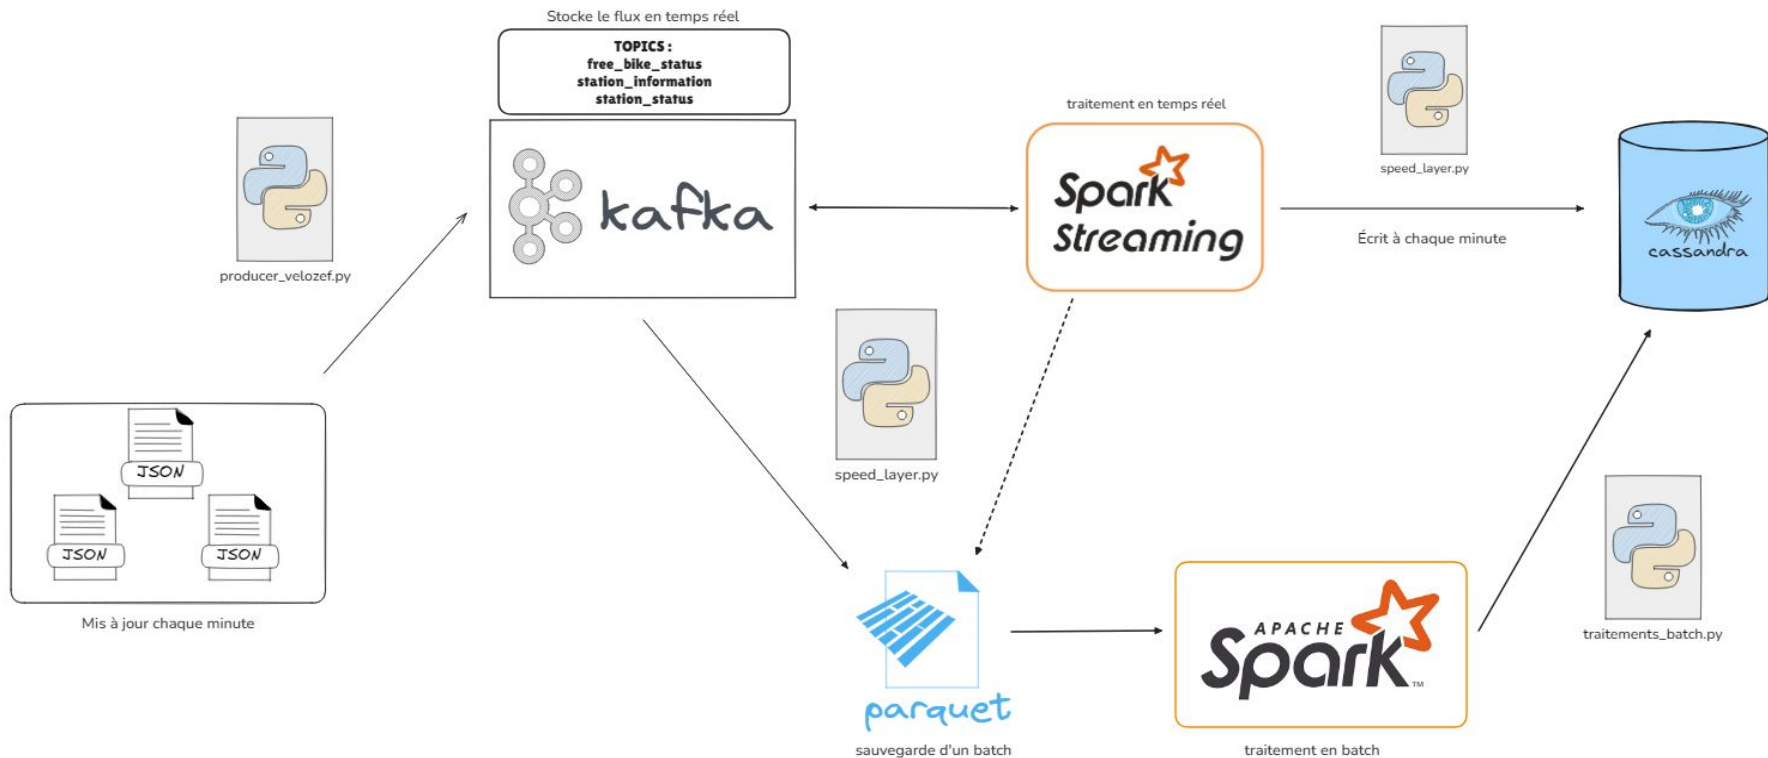 Stocke le flux en temps réel
TOPICS :
free_bike_status
station_information
station_status
kafka
producer_velozef.py
traitement en temps réel
Spark
Streaming
speed_layer.py
Écrit à chaque minute
cassandra
JSON
JSON
JSON
Mis à jour chaque minute
speed_layer.py
parquet
sauvegarde d'un batch
APACHE
Spark™
traitement en batch
traitements_batch.py